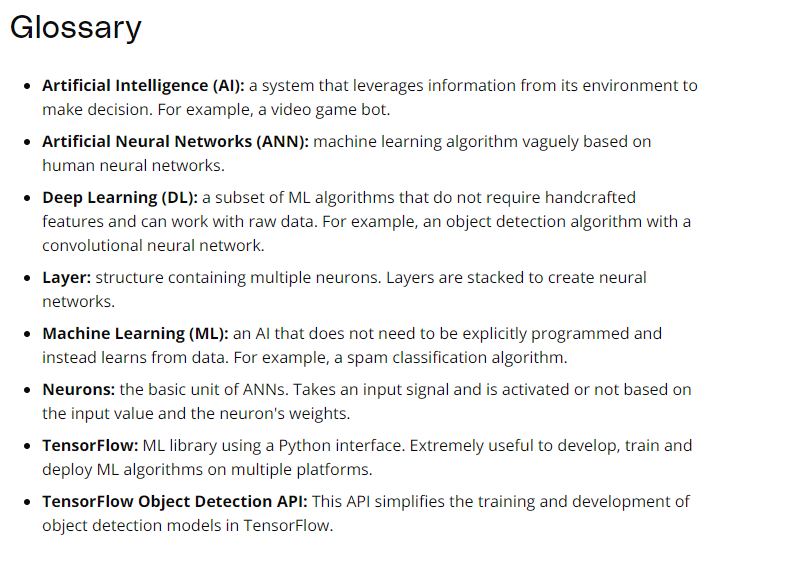 Glossary
Artificial Intelligence (AI): a system that leverages information from its environment to
make decision. For example, a video game bot.
Artificial Neural Networks (ANN): machine learning algorithm vaguely based on
human neural networks.
Deep Learning (DL): a subset of ML algorithms that do not require handcrafted
features and can work with raw data. For example, an object detection algorithm with a
convolutional neural network.
Layer: structure containing multiple neurons. Layers are stacked to create neural
networks.
Machine Learning (ML): an AI that does not need to be explicitly programmed and
instead learns from data. For example, a spam classification algorithm.
Neurons: the basic unit of ANNs. Takes an input signal and is activated or not based on
the input value and the neuron's weights.
TensorFlow: ML library using a Python interface. Extremely useful to develop, train and
deploy ML algorithms on multiple platforms.
TensorFlow Object Detection API: This API simplifies the training and development of
object detection models in TensorFlow.